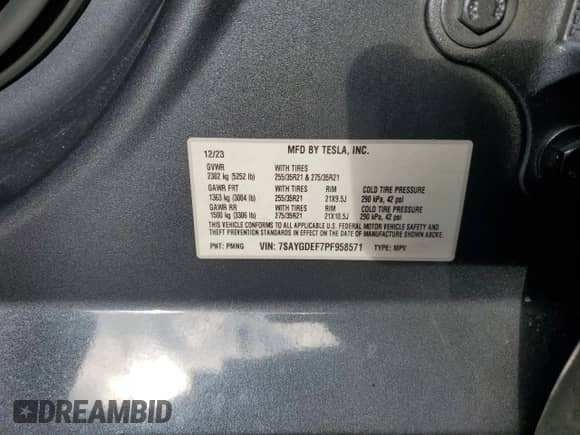 12/23 MFD BY TESLA, INC.
GVWR WITH TIRES
2382 kg (5252 lb) 255/35R21 & 275/35R21
GAWR FRT WITH TIRES RIM COLD TIRE PRESSURE
1363 kg (3004 lb) 255/35R21 21X9.5J 290 kPa, 42 psi
GAWR RR WITH TIRES RIM COLD TIRE PRESSURE
1500 kg (3306 lb) 275/35R21 21X10.5J 290 kPa, 42 psi
THIS VEHICLE CONFORMS TO ALL APPLICABLE U.S. FEDERAL MOTOR VEHICLE SAFETY AND
THEFT PREVENTION STANDARDS IN EFFECT ON THE DATE OF MANUFACTURE SHOWN ABOVE.
PNT: PMNG VIN: 7SAYGDEF7PF958571 TYPE: MPV
DREAMBID